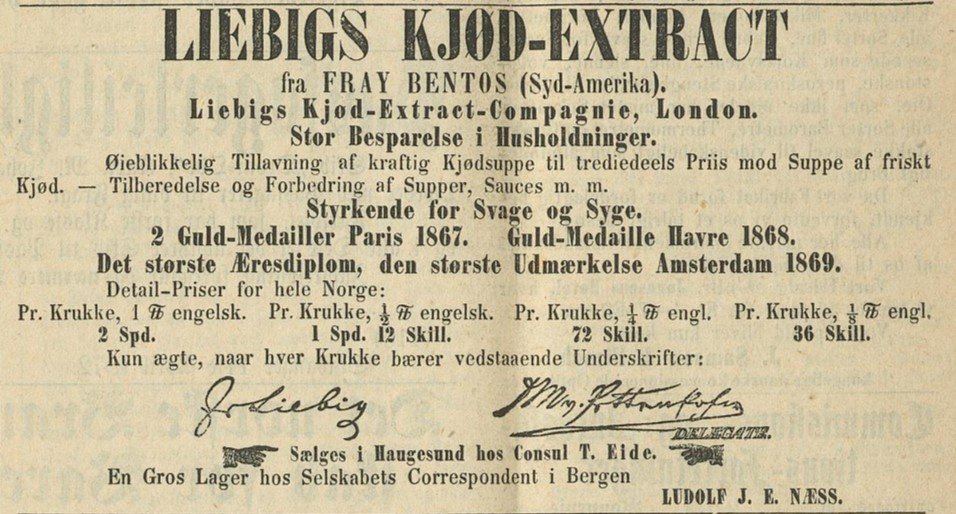 LIEBIGS KJØD-EXTRACT
fra FRAY BENTOS (Syd-Amerika).
Liebigs Kjød-Extract-Compagnie, London.
Stor Besparelse i Husholdninger.
Øieblikkelig Tillavning af kraftig Kjødsuppe til trediedeels Priis mod Suppe af friskt
Kjød. — Tilberedelse og Forbedring af Supper, Sauces m. m.
Styrkende for Svage og Syge.
2 Guld-Medailler Paris 1867. Guld-Medaille Havre 1868.
Det største Æresdiplom, den største Udmærkelse Amsterdam 1869.
Detail-Priser for hele Norge:
Pr. Krukke, 1 ℔ engelsk. Pr. Krukke, ½ ℔ engelsk. Pr. Krukke, ¼ ℔ engl. Pr. Krukke, ⅛ ℔ engl.
2 Spd. 1 Spd. 12 Skill. 72 Skill. 36 Skill.
Kun ægte, naar hver Krukke bærer vedstaaende Underskrifter:
J v Liebig M v. Pettenkofer
DELEGATE.
Sælges i Haugesund hos Consul T. Eide.
En Gros Lager hos Selskabets Correspondent i Bergen
LUDOLF J. E. NÆSS.